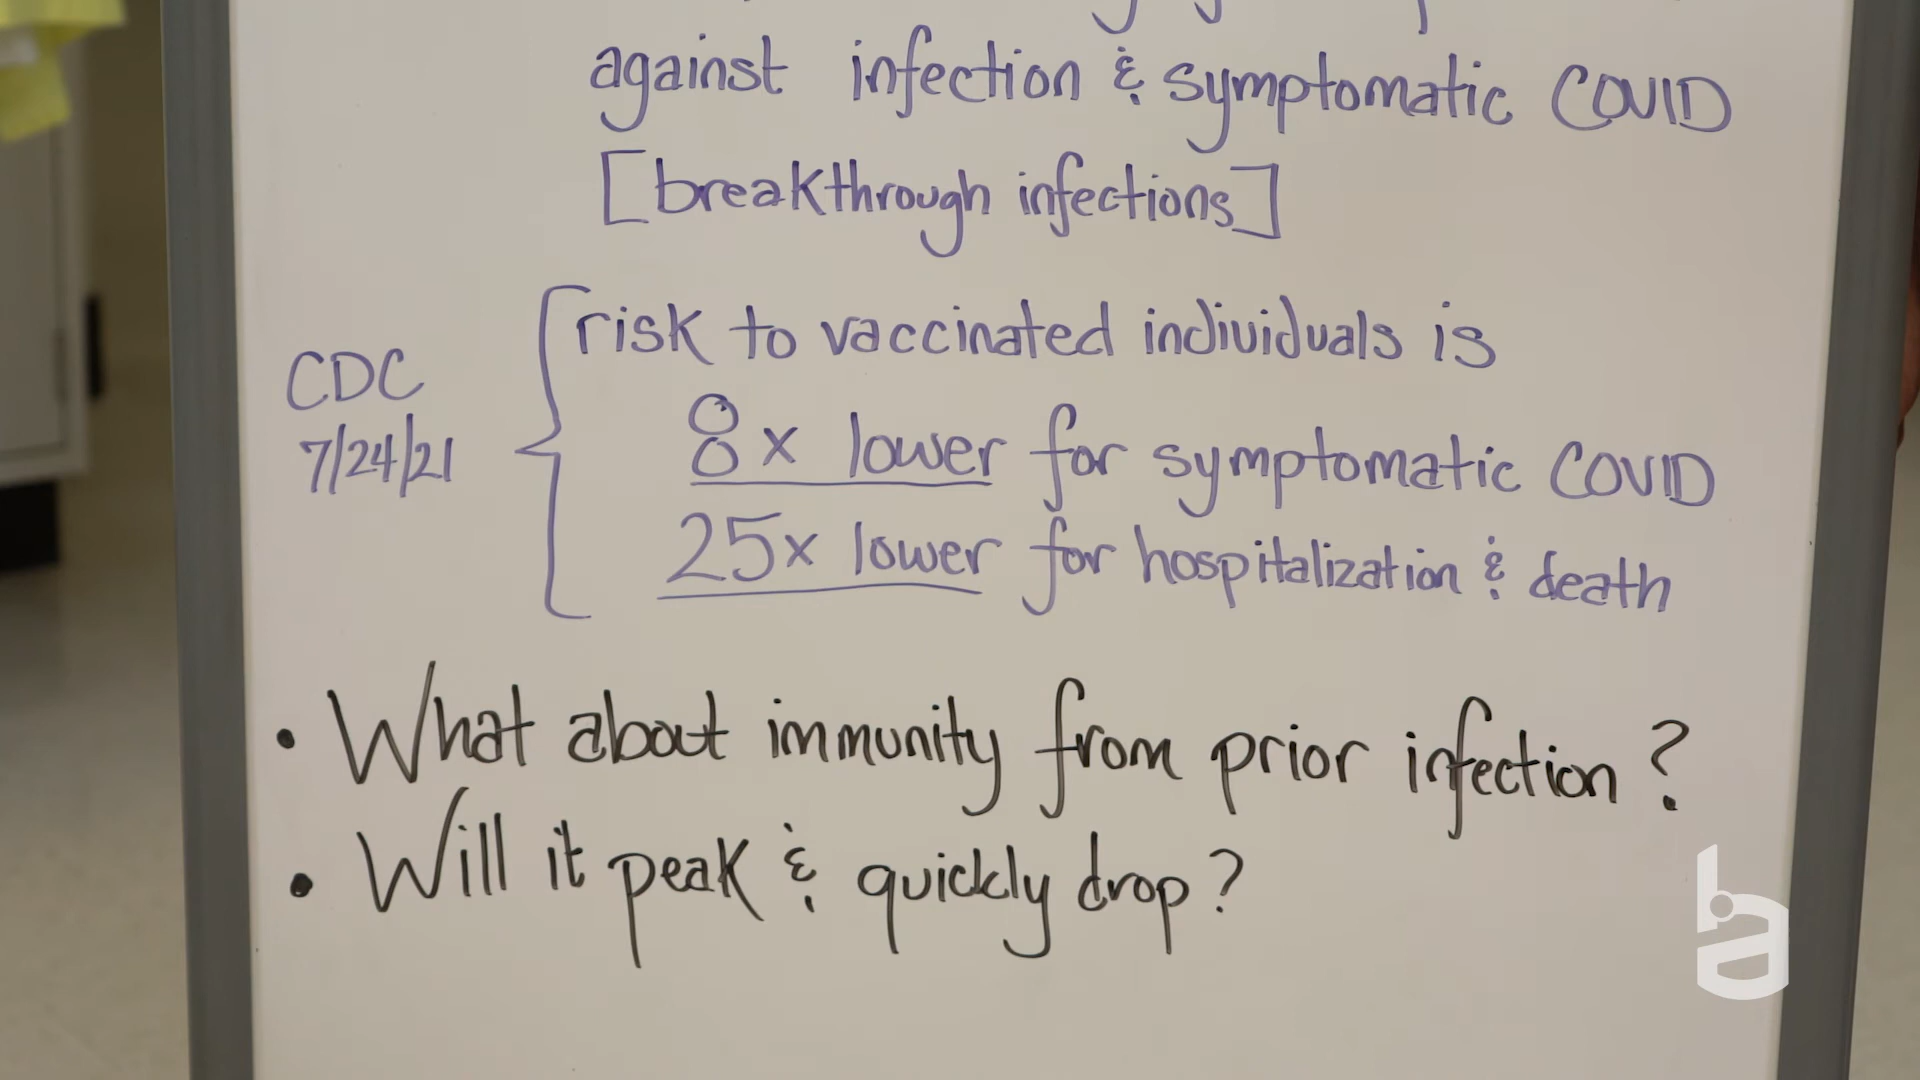 against infection & symptomatic COVID
[breakthrough infections]
CDC
7/24/21
risk to vaccinated individuals is
8x lower for symptomatic COVID
25x lower for hospitalization & death
• What about immunity from prior infection?
• Will it peak & quickly drop?
ba